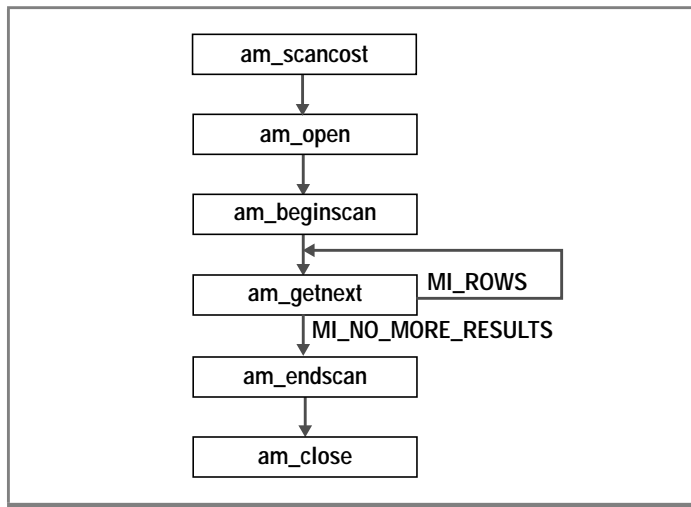 am_scancost
am_open
am_beginscan
am_getnext
MI_ROWS
MI_NO_MORE_RESULTS
am_endscan
am_close